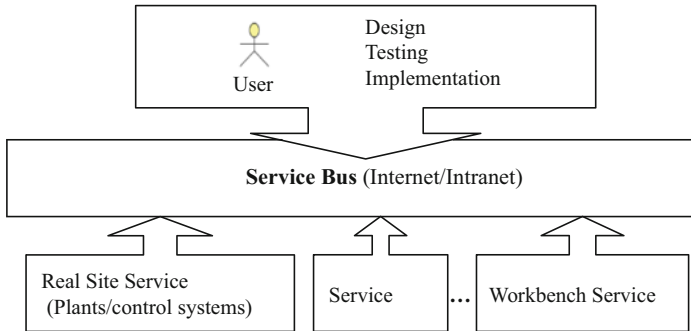 Design
Testing
Implementation
User
Service Bus (Internet/Intranet)
Real Site Service
(Plants/control systems)
Service
...
Workbench Service